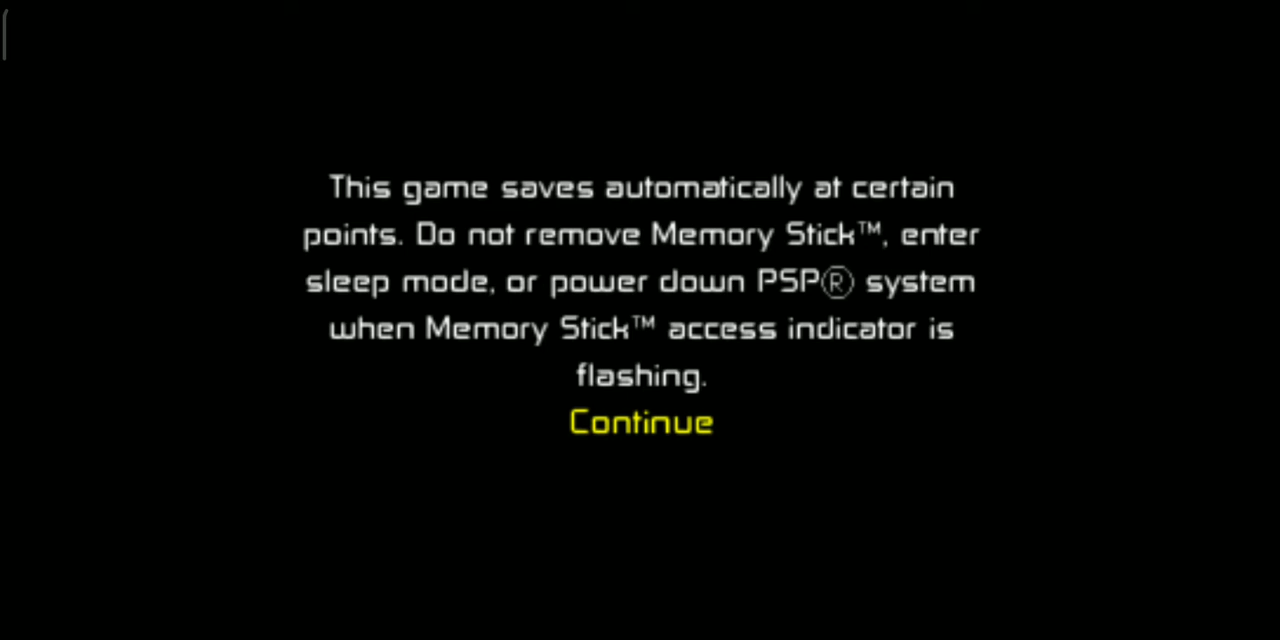 This game saves automatically at certain
points. Do not remove Memory Stick™, enter
sleep mode, or power down PSP® system
when Memory Stick™ access indicator is
flashing.
Continue